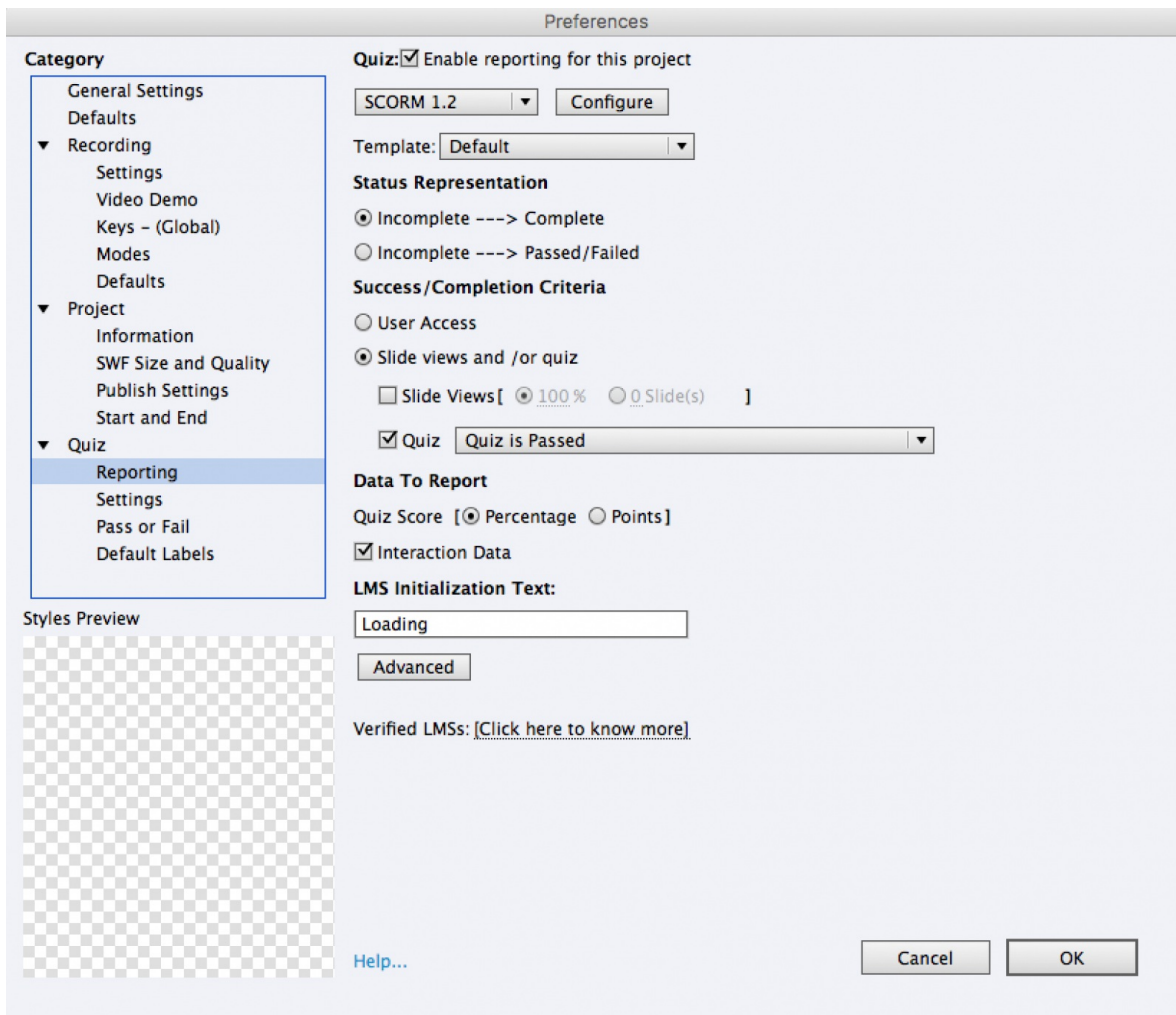 Preferences
Category
General Settings
Defaults
Recording
Settings
Video Demo
Keys - (Global)
Modes
Defaults
Project
Information
SWF Size and Quality
Publish Settings
Start and End
Quiz
Reporting
Settings
Pass or Fail
Default Labels
Styles Preview
Quiz: Enable reporting for this project
SCORM 1.2 Configure
Template: Default
Status Representation
Incomplete ---> Complete
Incomplete ---> Passed/Failed
Success/Completion Criteria
User Access
Slide views and /or quiz
Slide Views [ 100 % 0 Slide(s) ]
Quiz Quiz is Passed
Data To Report
Quiz Score [ Percentage Points ]
Interaction Data
LMS Initialization Text:
Loading
Advanced
Verified LMSs: [Click here to know more]
Help...
Cancel OK